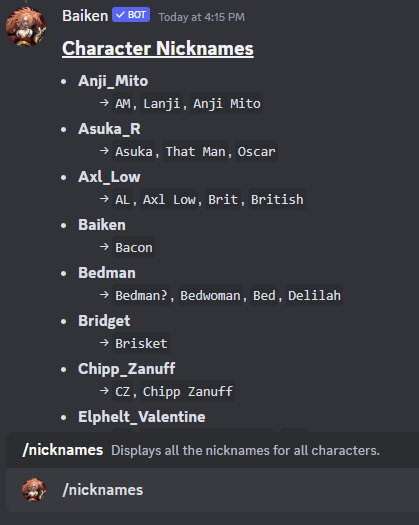 Baiken ✓ BOT Today at 4:15 PM
Character Nicknames
• Anji_Mito
→ AM, Lanji, Anji Mito
• Asuka_R
→ Asuka, That Man, Oscar
• Axl_Low
→ AL, Axl Low, Brit, British
• Baiken
→ Bacon
• Bedman
→ Bedman?, Bedwoman, Bed, Delilah
• Bridget
→ Brisket
• Chipp_Zanuff
→ CZ, Chipp Zanuff
• Elphelt_Valentine
/nicknames Displays all the nicknames for all characters.
/nicknames